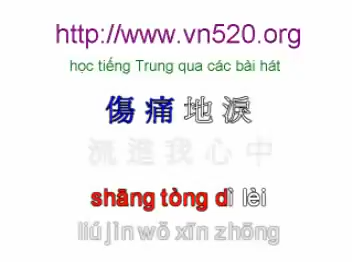 http://www.vn520.org
học tiếng Trung qua các bài hát
傷痛地淚
流進我心中
shāng tòng dì lèi
liú jìn wǒ xīn zhōng